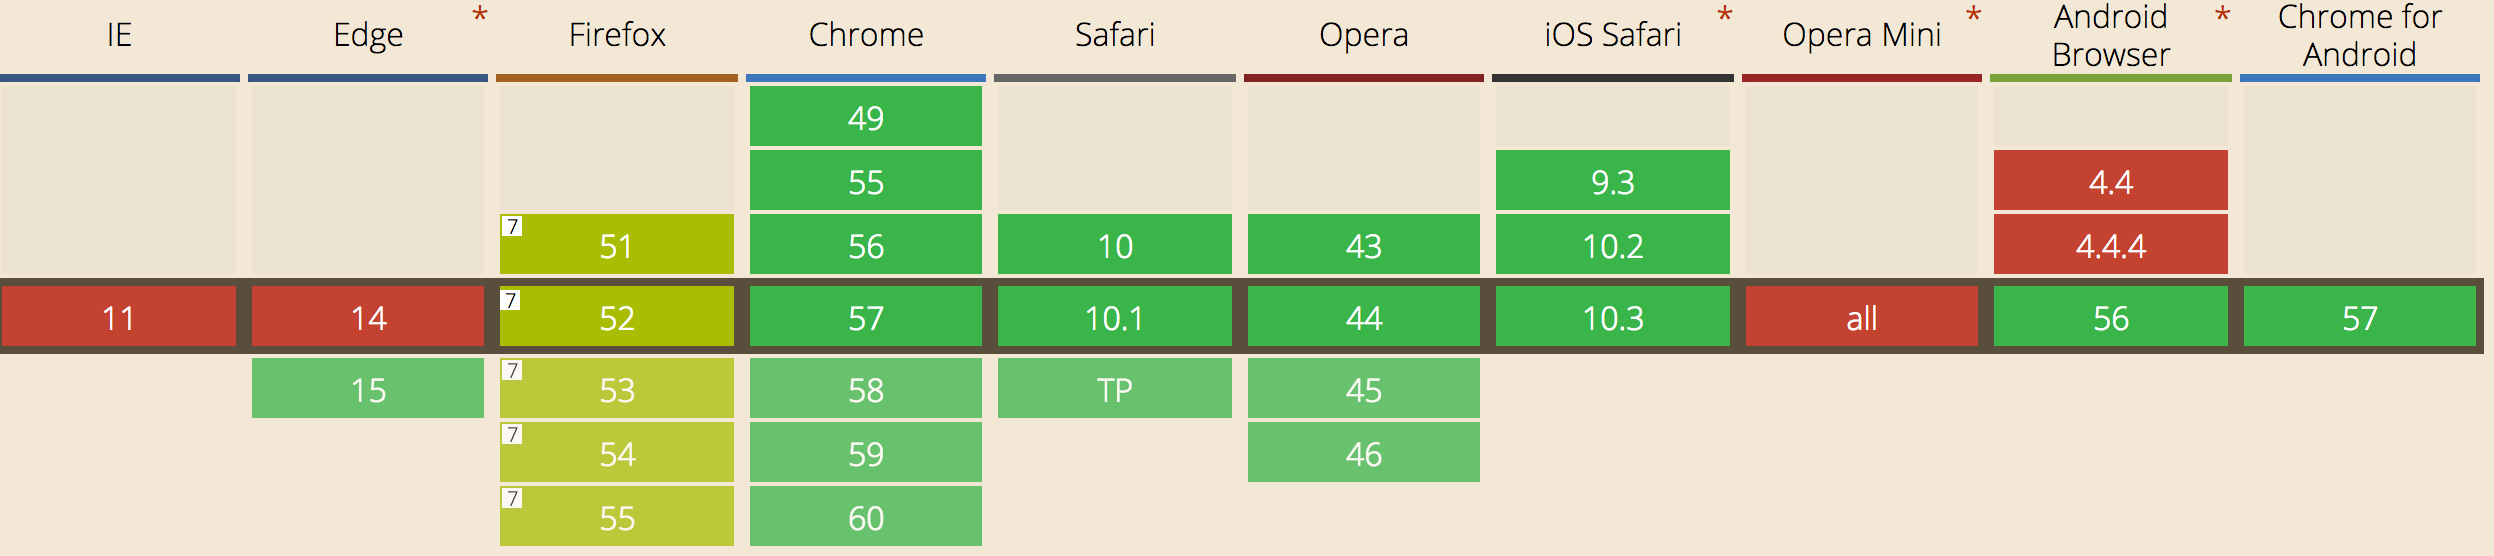 IE Edge * Firefox Chrome Safari Opera iOS Safari * Opera Mini * Android Browser * Chrome for Android
49
55 9.3 4.4
7 51 56 10 43 10.2 4.4.4
11 14 7 52 57 10.1 44 10.3 all 56 57
15 7 53 58 TP 45
7 54 59 46
7 55 60